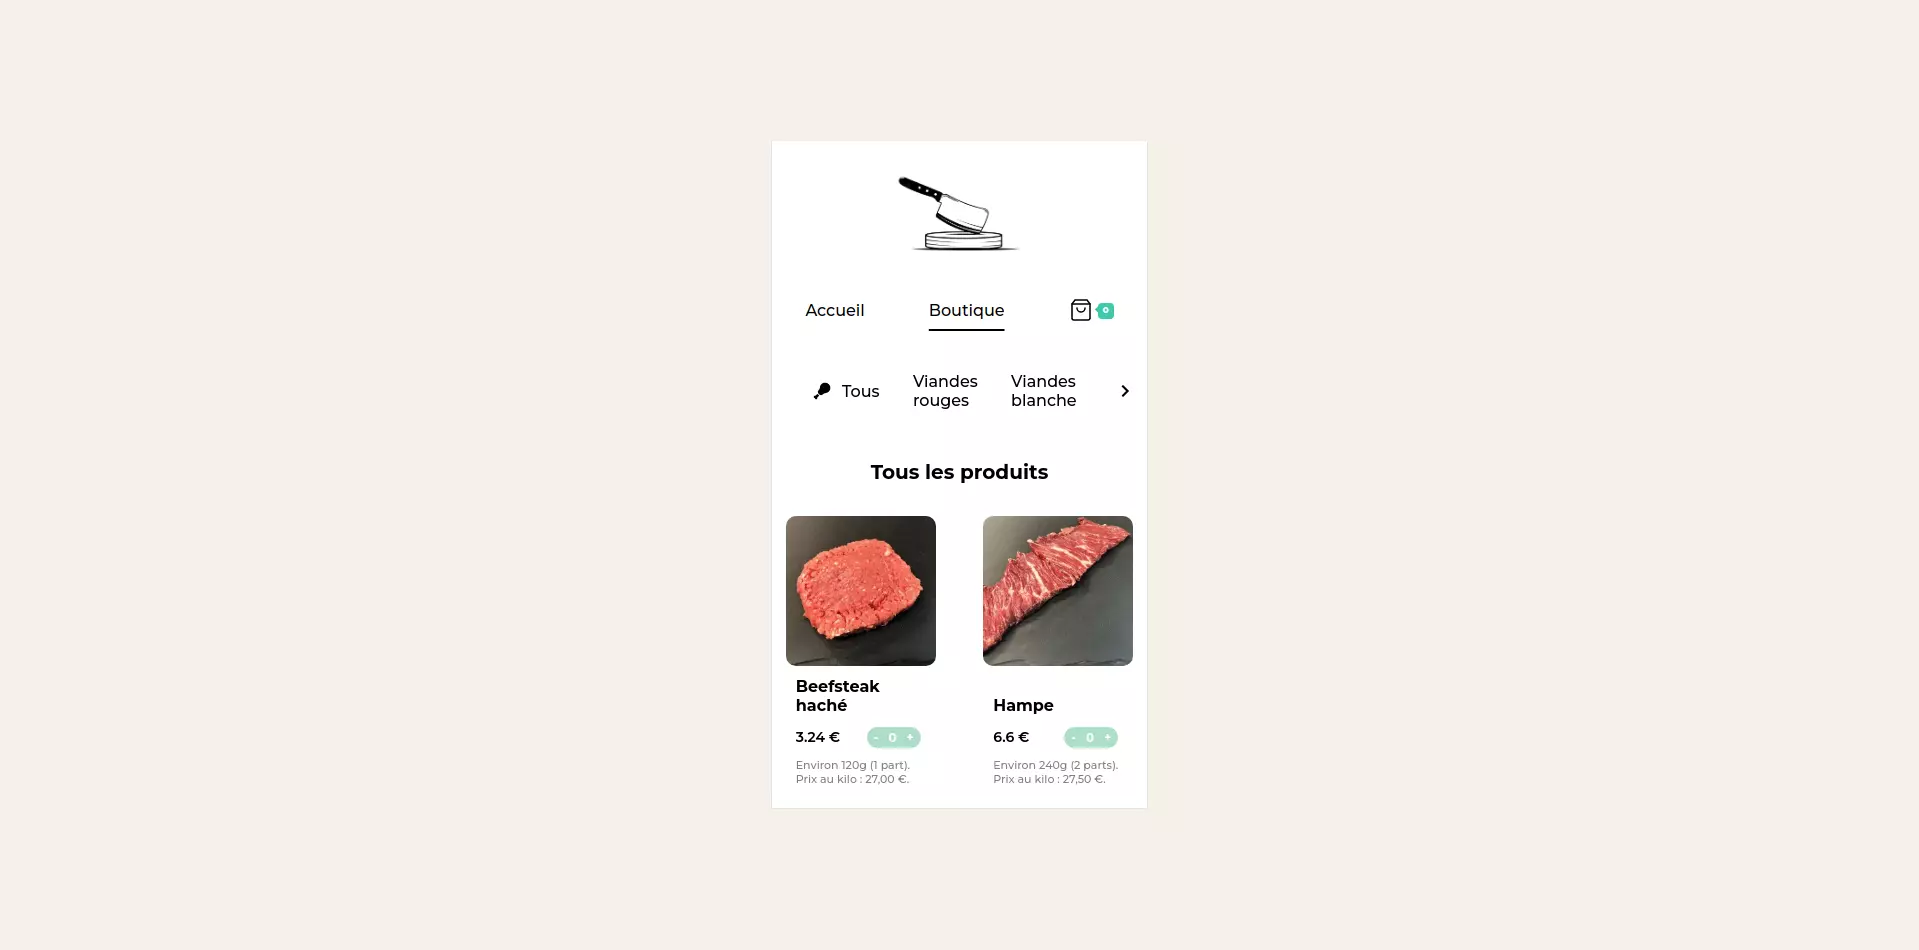 Accueil
Boutique
0
Tous
Viandes
rouges
Viandes
blanche
Tous les produits
Beefsteak
haché
3.24 €
- 0 +
Environ 120g (1 part).
Prix au kilo : 27,00 €.
Hampe
6.6 €
- 0 +
Environ 240g (2 parts).
Prix au kilo : 27,50 €.